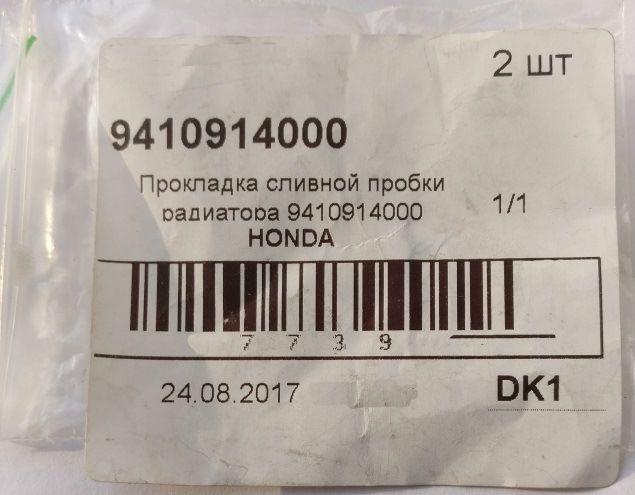 2 шт
9410914000
Прокладка сливной пробки
радиатора 9410914000
1/1
HONDA
7 7 3 9
24.08.2017
DK1